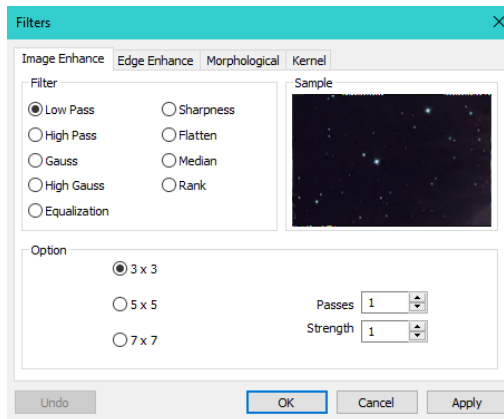 Filters
Image Enhance Edge Enhance Morphological Kernel
Filter
Low Pass
High Pass
Gauss
High Gauss
Equalization
Sharpness
Flatten
Median
Rank
Sample
Option
3 x 3
5 x 5
7 x 7
Passes 1
Strength 1
Undo OK Cancel Apply